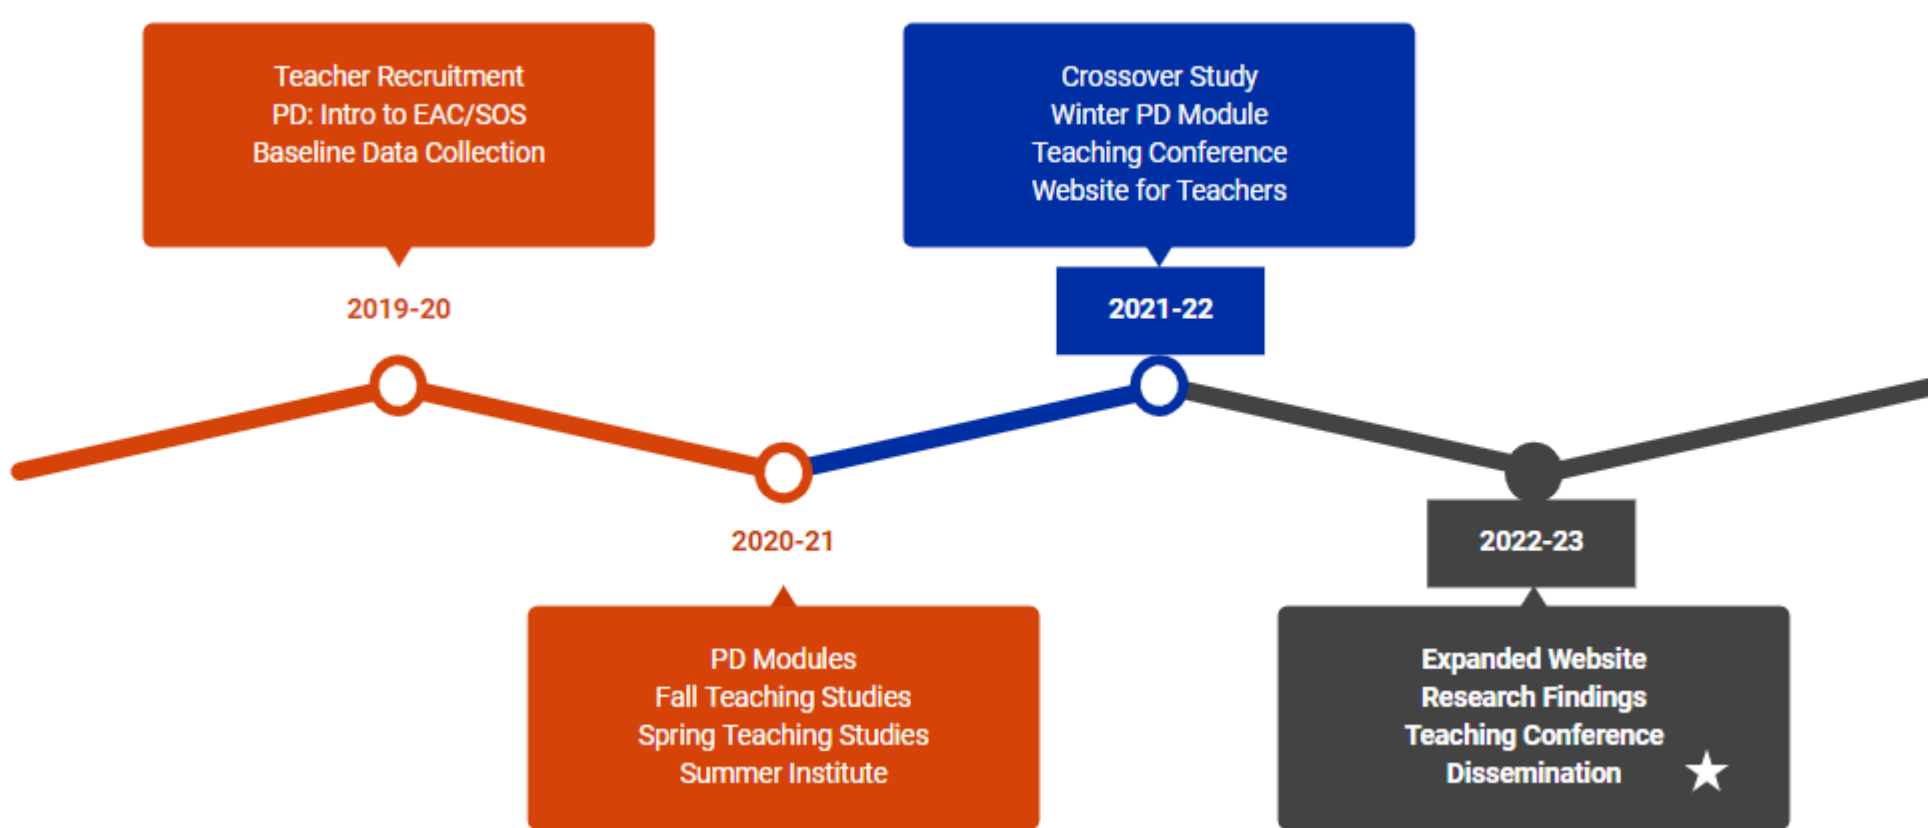 Teacher Recruitment
PD: Intro to EAC/SOS
Baseline Data Collection
2019-20
Crossover Study
Winter PD Module
Teaching Conference
Website for Teachers
2021-22
2020-21
PD Modules
Fall Teaching Studies
Spring Teaching Studies
Summer Institute
2022-23
Expanded Website
Research Findings
Teaching Conference
Dissemination